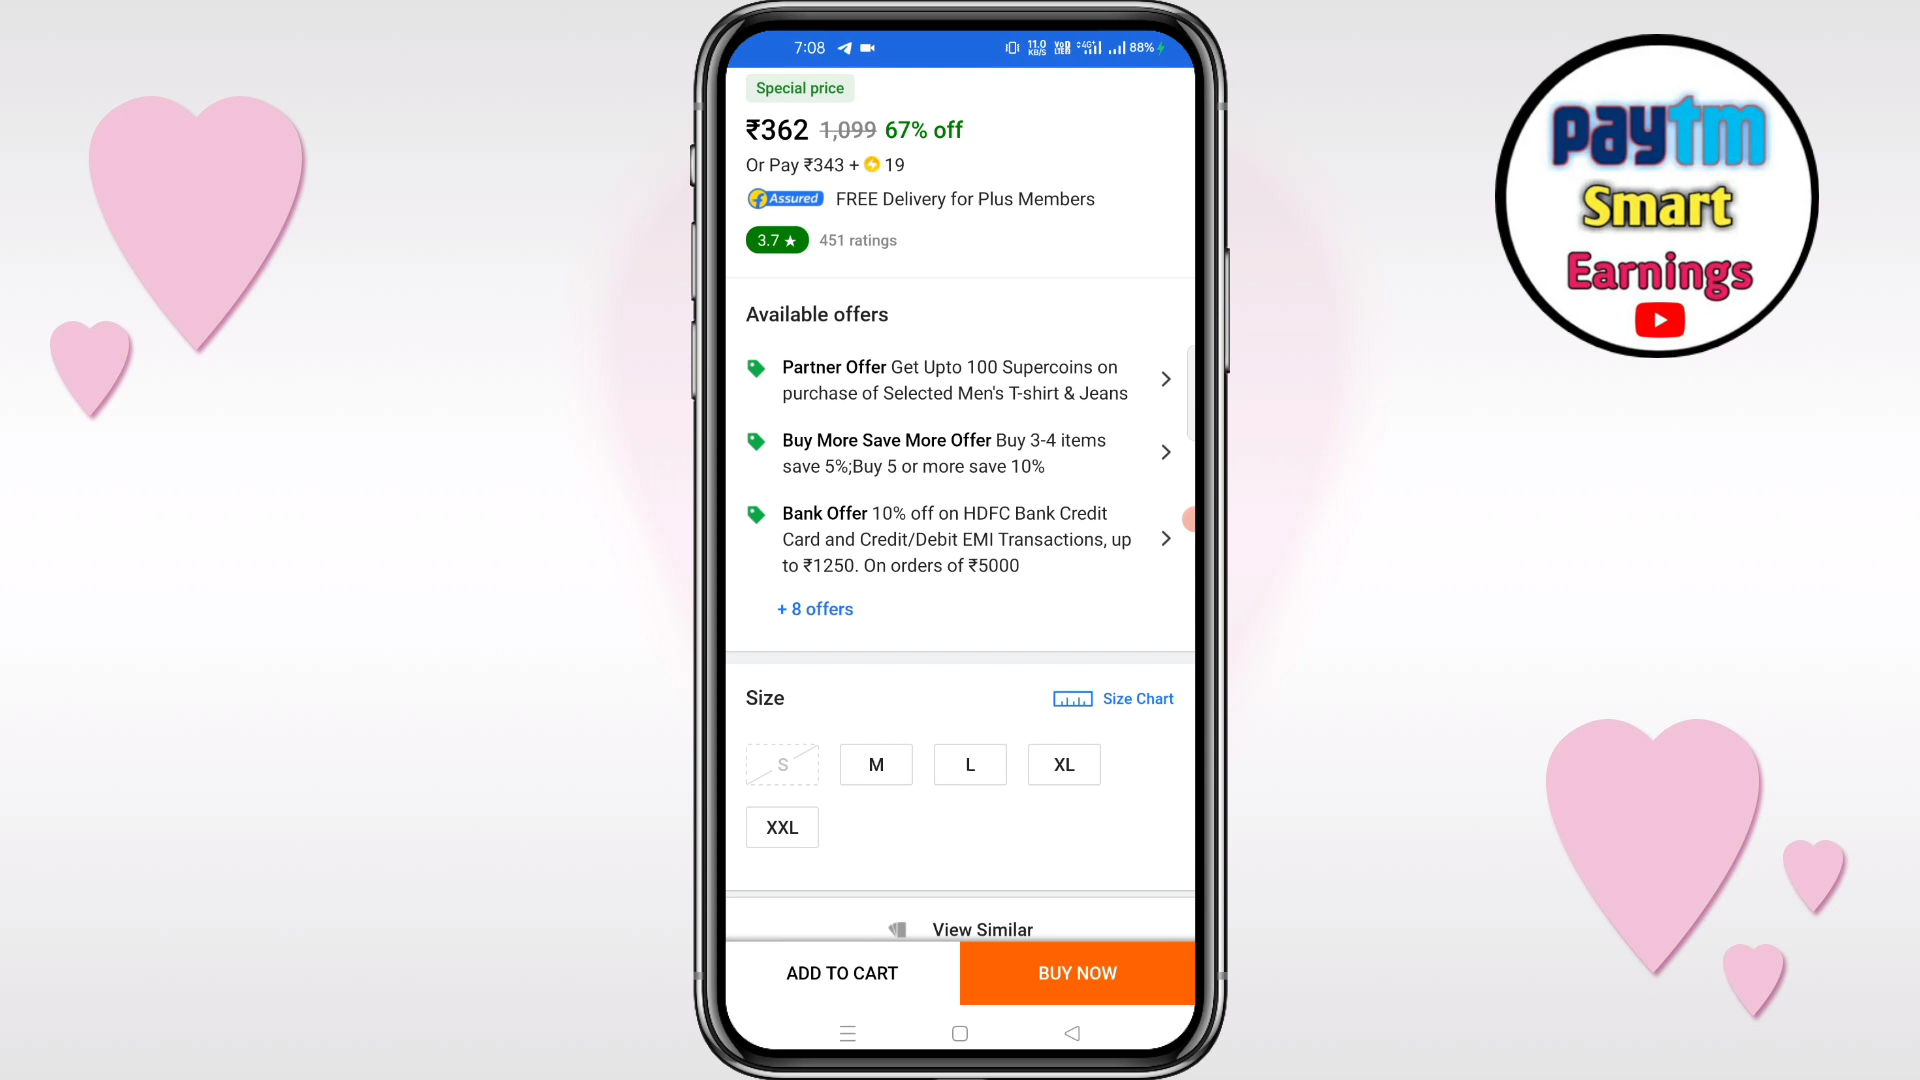 7:08
11.0 KB/S
88%
Special price
₹362 1,099 67% off
Or Pay ₹343 + 19
Assured FREE Delivery for Plus Members
3.7 ★ 451 ratings
Available offers
Partner Offer Get Upto 100 Supercoins on
purchase of Selected Men's T-shirt & Jeans
Buy More Save More Offer Buy 3-4 items
save 5%;Buy 5 or more save 10%
Bank Offer 10% off on HDFC Bank Credit
Card and Credit/Debit EMI Transactions, up
to ₹1250. On orders of ₹5000
+ 8 offers
Size
Size Chart
S M L XL
XXL
View Similar
ADD TO CART BUY NOW
paytm
Smart
Earnings